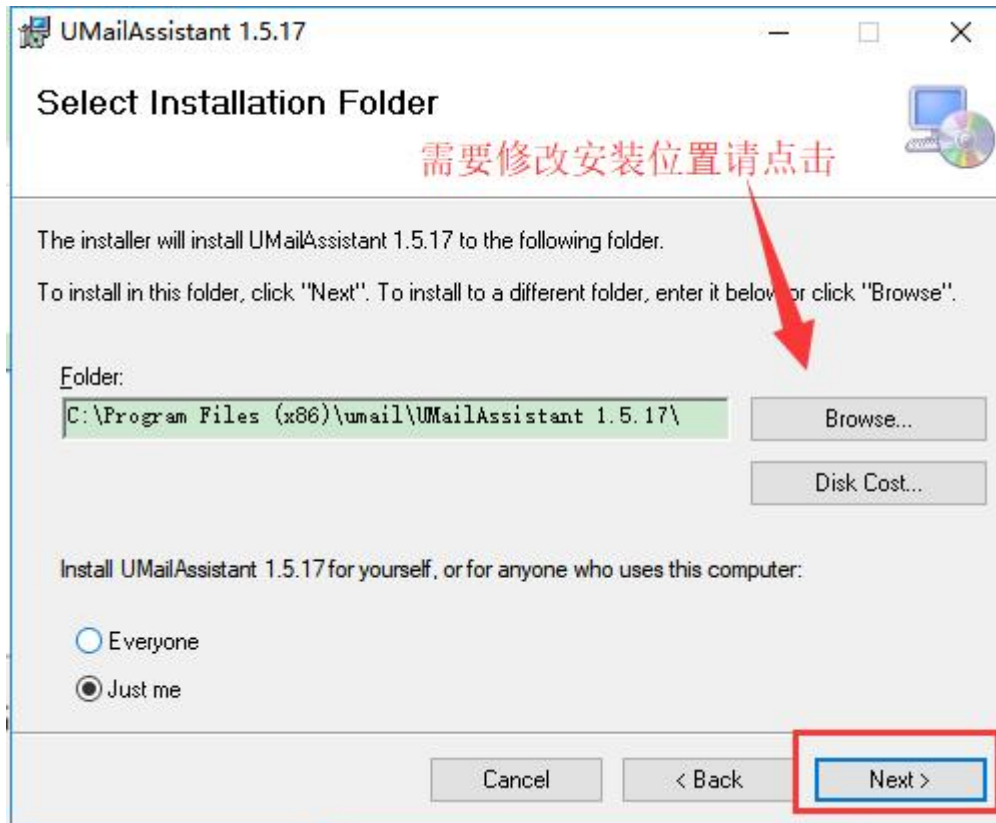 UMailAssistant 1.5.17
Select Installation Folder
需要修改安装位置请点击
The installer will install UMailAssistant 1.5.17 to the following folder.
To install in this folder, click "Next". To install to a different folder, enter it below or click "Browse".
Folder:
C:\Program Files (x86)\umail\UMailAssistant 1.5.17\
Browse...
Disk Cost...
Install UMailAssistant 1.5.17 for yourself, or for anyone who uses this computer:
Everyone
Just me
Cancel
< Back
Next >